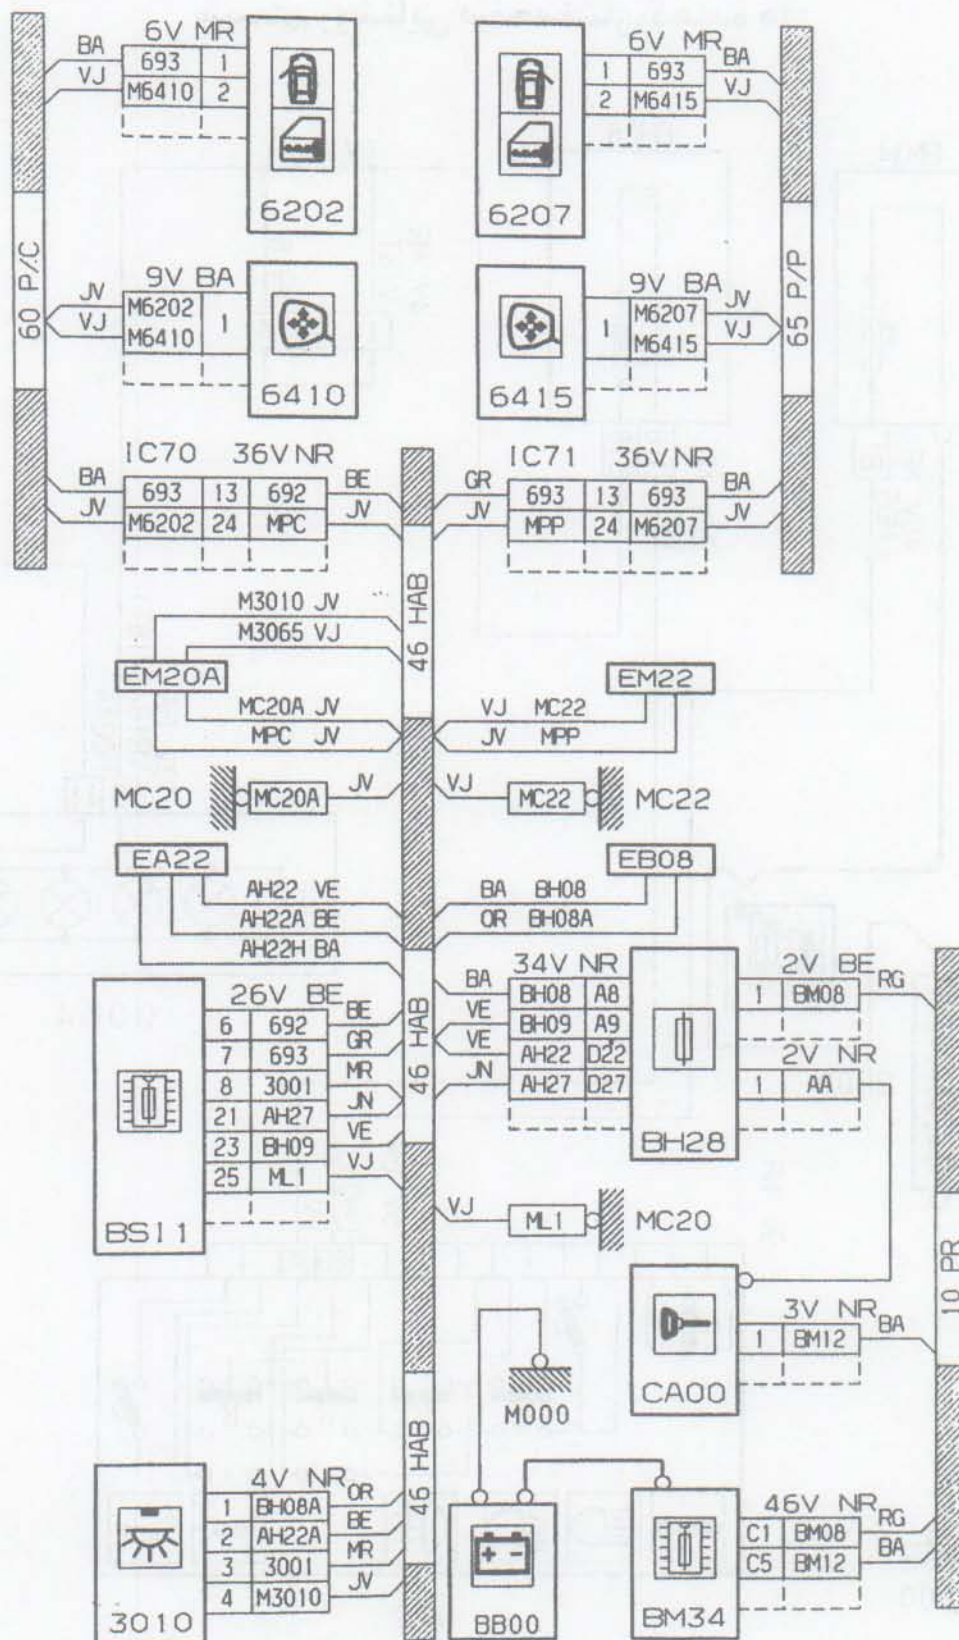 6V MR
BA 693 1
VJ M6410 2
6202
6V MR
1 693 BA
2 M6415 VJ
6207
60 P/C
65 P/P
9V BA
JV M6202
VJ M6410
1
6410
9V BA
M6207 JV
M6415 VJ
1
6415
IC70 36V NR
BA 693 13 692 BE
JV M6202 24 MPC JV
IC71 36V NR
GR 693 13 693 BA
JV MPP 24 M6207 JV
46 HAB
M3010 JV
M3065 VJ
EM20A
MC20A JV
MPC JV
EM22
VJ MC22
JV MPP
MC20 MC20A JV
VJ MC22 MC22
EA22
AH22 VE
AH22A BE
AH22H BA
EB08
BA BH08
OR BH08A
26V BE
6 692 BE
7 693 GR
8 3001 MR
21 AH27 JN
23 BH09 VE
25 ML1 VJ
BS11
46 HAB
34V NR
BA BH08 A8
VE BH09 A9
VE AH22 D22
JN AH27 D27
BH28
2V BE
1 BM08 RG
2V NR
1 AA
VJ ML1 MC20
10 PR
3V NR
1 BM12 BA
CA00
M000
46 HAB
4V NR
1 BH08A OR
2 AH22A BE
3 3001 MR
4 M3010 JV
3010
+ -
BB00
46V NR
C1 BM08 RG
C5 BM12 BA
BM34